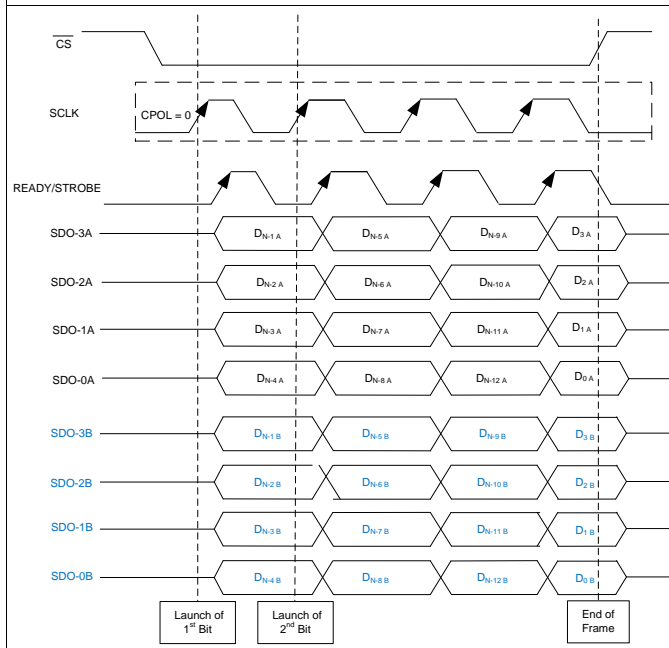 CS
SCLK
CPOL = 0
READY/STROBE
SDO-3A DN-1 A DN-5 A DN-9 A D3 A
SDO-2A DN-2 A DN-6 A DN-10 A D2 A
SDO-1A DN-3 A DN-7 A DN-11 A D1 A
SDO-0A DN-4 A DN-8 A DN-12 A D0 A
SDO-3B DN-1 B DN-5 B DN-9 B D3 B
SDO-2B DN-2 B DN-6 B DN-10 B D2 B
SDO-1B DN-3 B DN-7 B DN-11 B D1 B
SDO-0B DN-4 B DN-8 B DN-12 B D0 B
Launch of
1st Bit
Launch of
2nd Bit
End of
Frame